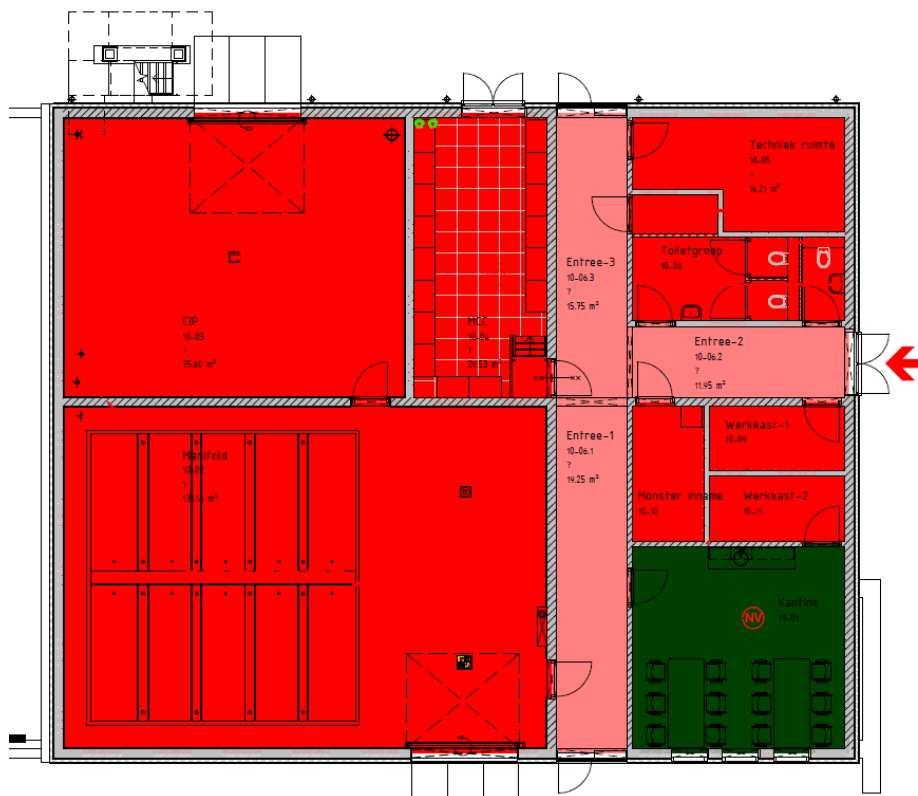 Techniek ruimte
10-05
?
16.21 m²
Toiletgroep
10-08
Entree-3
10-06.3
?
15.75 m²
CIP
10-03
?
75.60 m²
MCC
10-04
?
29.53 m²
Entree-2
10-06.2
?
11.95 m²
Entree-1
10-06.1
?
19.25 m²
Werkkast-1
10-09
Manifold
10-02
?
Monster inname
10-10
Werkkast-2
10-11
Kantine
10-01
NV